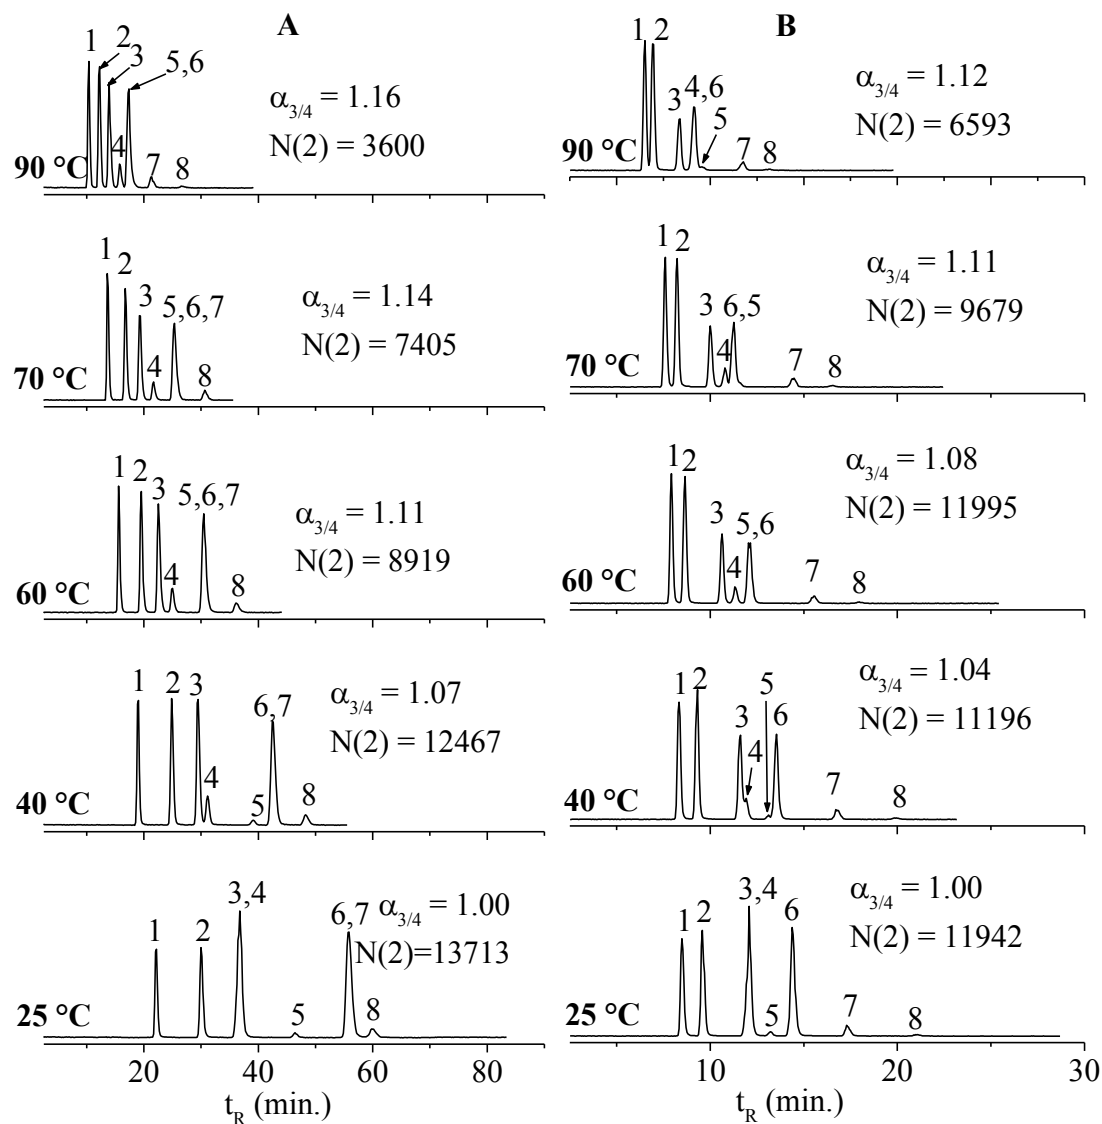 A
1
2
3
5,6
4
7
8
α3/4 = 1.16
N(2) = 3600
90 °C
1
2
3
5,6,7
4
8
α3/4 = 1.14
N(2) = 7405
70 °C
1
2
3
5,6,7
4
8
α3/4 = 1.11
N(2) = 8919
60 °C
1
2
3
6,7
4
5
8
α3/4 = 1.07
N(2) = 12467
40 °C
1
2
3,4
6,7
5
8
α3/4 = 1.00
N(2)=13713
25 °C
20 40 60 80
tR (min.)
B
1 2
3
4,6
5
7
8
α3/4 = 1.12
N(2) = 6593
90 °C
1 2
3
6,5
4
7
8
α3/4 = 1.11
N(2) = 9679
70 °C
1 2
3
5,6
4
7
8
α3/4 = 1.08
N(2) = 11995
60 °C
1 2
5
3
6
4
7
8
α3/4 = 1.04
N(2) = 11196
40 °C
1 2
3,4
6
5
7
8
α3/4 = 1.00
N(2) = 11942
25 °C
10 20 30
tR (min.)